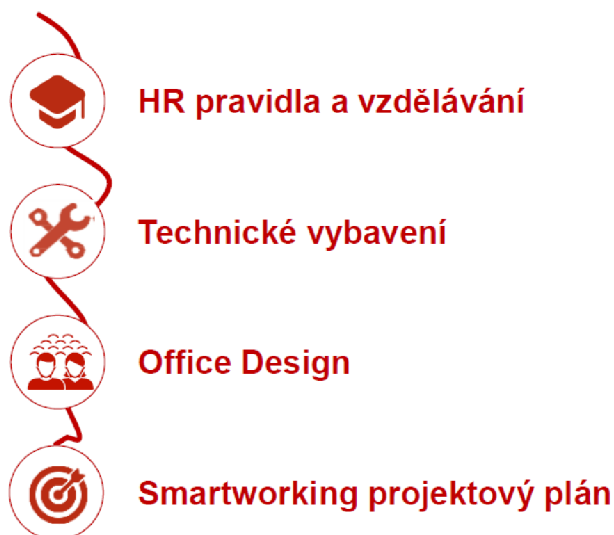 HR pravidla a vzdělávání
Technické vybavení
Office Design
Smartworking projektový plán